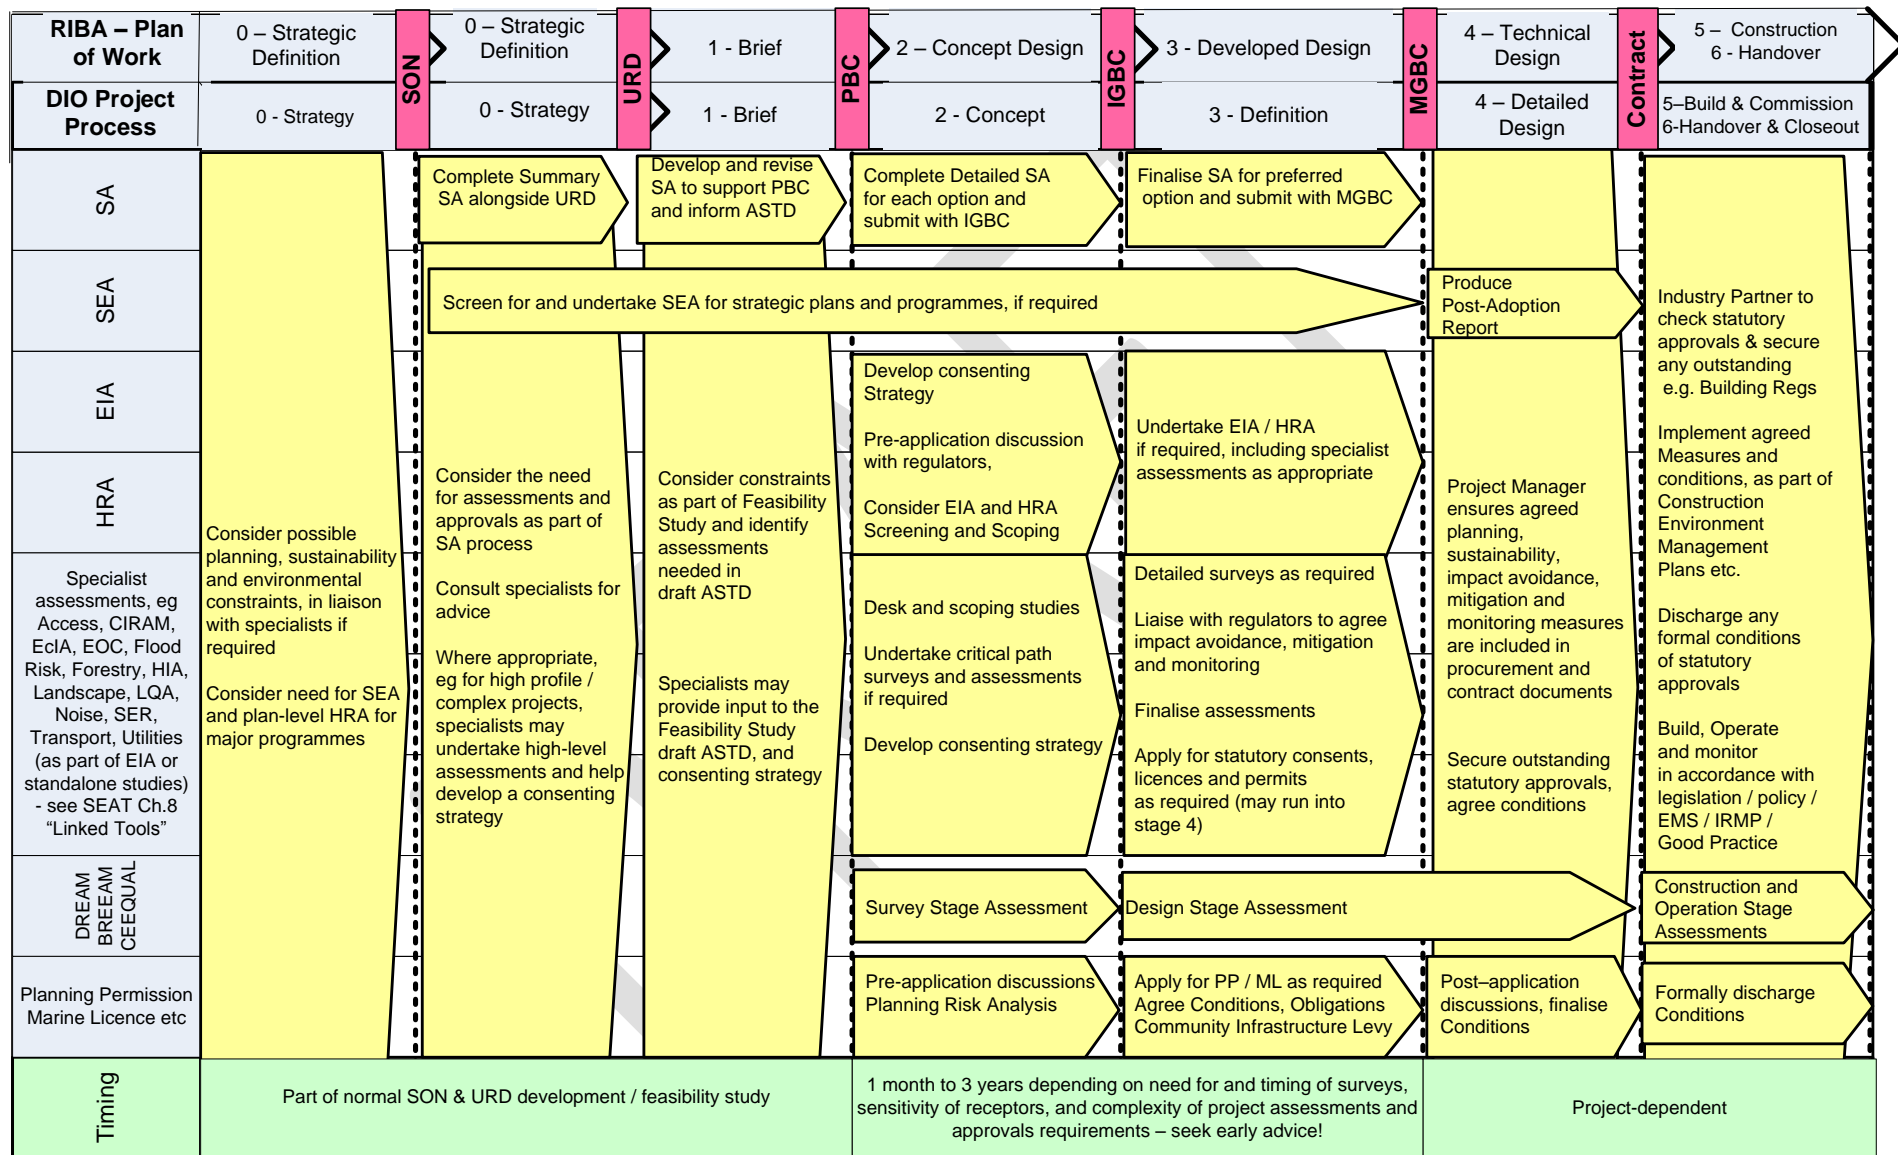 RIBA – Plan
of Work
0 – Strategic
Definition
SON
0 – Strategic
Definition
URD
1 - Brief
PBC
2 – Concept Design
IGBC
3 - Developed Design
MGBC
4 – Technical
Design
Contract
5 –  Construction
6 - Handover
DIO Project
Process
0 - Strategy
0 - Strategy
1 - Brief
2 - Concept
3 - Definition
4 – Detailed
Design
5–Build & Commission
6-Handover & Closeout
SA
Complete Summary
SA alongside URD
Develop and revise
SA to support PBC
and inform ASTD
Complete Detailed SA
for each option and
submit with IGBC
Finalise SA for preferred
option and submit with MGBC
SEA
Screen for and undertake SEA for strategic plans and programmes, if required
Produce
Post-Adoption
Report
EIA
HRA
Specialist
assessments, eg
Access, CIRAM,
EcIA, EOC, Flood
Risk, Forestry, HIA,
Landscape, LQA,
Noise, SER,
Transport, Utilities
(as part of EIA or
standalone studies)
- see SEAT Ch.8
“Linked Tools”
Consider possible
planning, sustainability
and environmental
constraints, in liaison
with specialists if
required
Consider need for SEA
and plan-level HRA for
major programmes
Consider the need
for assessments and
approvals as part of
SA process
Consult specialists for
advice
Where appropriate,
eg for high profile /
complex projects,
specialists may
undertake high-level
assessments and help
develop a consenting
strategy
Consider constraints
as part of Feasibility
Study and identify
assessments
needed in
draft ASTD
Specialists may
provide input to the
Feasibility Study
draft ASTD, and
consenting strategy
Develop consenting
Strategy
Pre-application discussion
with regulators,
Consider EIA and HRA
Screening and Scoping
Desk and scoping studies
Undertake critical path
surveys and assessments
if required
Develop consenting strategy
Undertake EIA / HRA
if required, including specialist
assessments as appropriate
Detailed surveys as required
Liaise with regulators to agree
impact avoidance, mitigation
and monitoring
Finalise assessments
Apply for statutory consents,
licences and permits
as required (may run into
stage 4)
Project Manager
ensures agreed
planning,
sustainability,
impact avoidance,
mitigation and
monitoring measures
are included in
procurement and
contract documents
Secure outstanding
statutory approvals,
agree conditions
Industry Partner to
check statutory
approvals & secure
any outstanding
e.g. Building Regs
Implement agreed
Measures and
conditions, as part of
Construction
Environment
Management
Plans etc.
Discharge any
formal conditions
of statutory
approvals
Build, Operate
and monitor
in accordance with
legislation / policy /
EMS / IRMP /
Good Practice
DREAM
BREEAM
CEEQUAL
Survey Stage Assessment
Design Stage Assessment
Construction and
Operation Stage
Assessments
Planning Permission
Marine Licence etc
Pre-application discussions
Planning Risk Analysis
Apply for PP / ML as required
Agree Conditions, Obligations
Community Infrastructure Levy
Post–application
discussions, finalise
Conditions
Formally discharge
Conditions
Timing
Part of normal SON & URD development / feasibility study
1 month to 3 years depending on need for and timing of surveys,
sensitivity of receptors, and complexity of project assessments and
approvals requirements – seek early advice!
Project-dependent